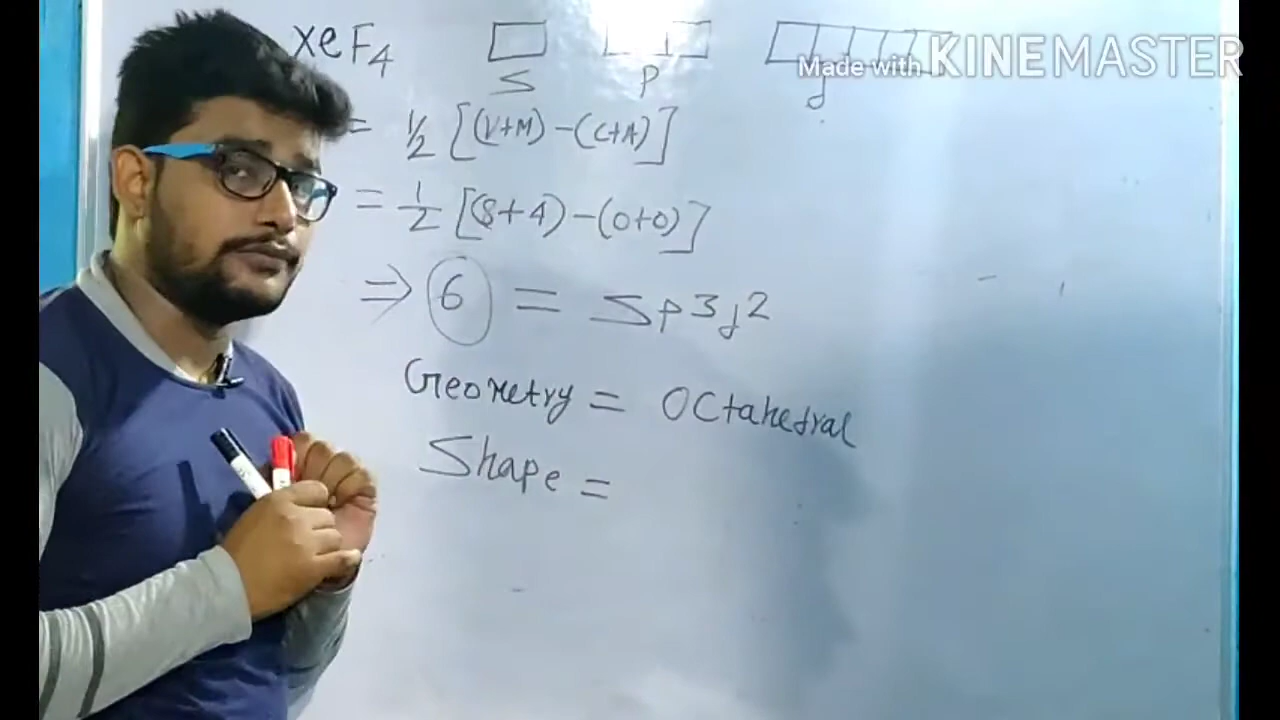 XeF4
S P d
Made with KINEMASTER
= 1/2 [(V+M) - (C+A)]
= 1/2 [(8+4) - (0+0)]
⇒ 6 = Sp3d2
Geometry = Octahedral
Shape =